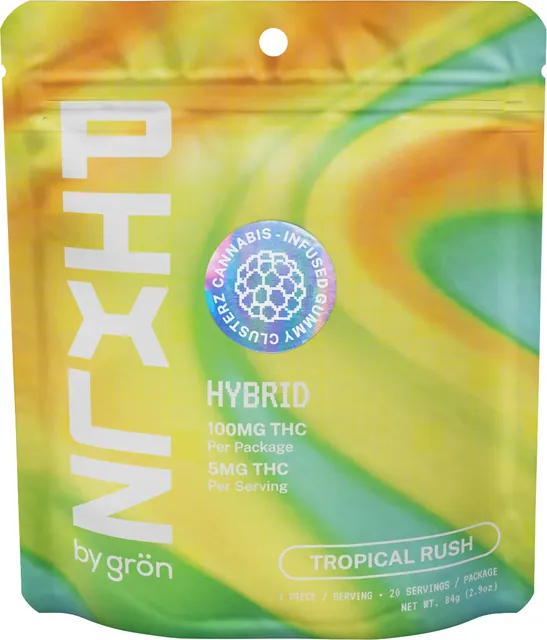 PIXLN
by grön
CANNABIS - INFUSED GUMMY CLUSTERZ
HYBRID
100MG THC
Per Package
5MG THC
Per Serving
TROPICAL RUSH
1 PIECE / SERVING • 20 SERVINGS / PACKAGE
NET WT. 84g (2.9oz)